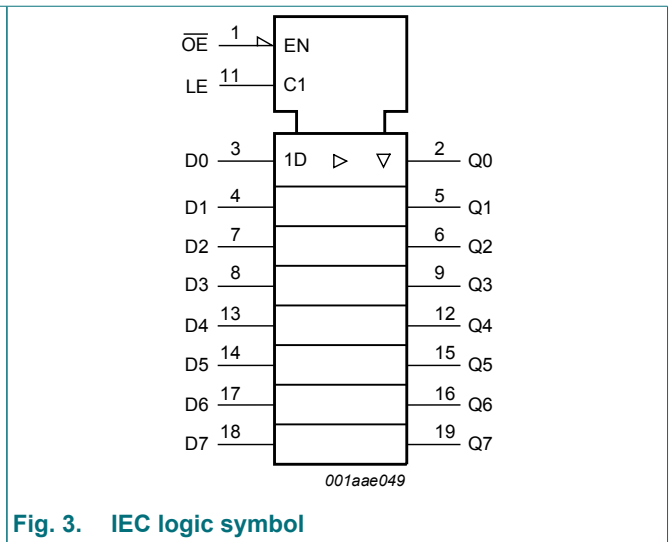 O̅E̅ 1 EN
LE 11 C1
D0 3 1D 2 Q0
D1 4 5 Q1
D2 7 6 Q2
D3 8 9 Q3
D4 13 12 Q4
D5 14 15 Q5
D6 17 16 Q6
D7 18 19 Q7
001aae049
Fig. 3. IEC logic symbol